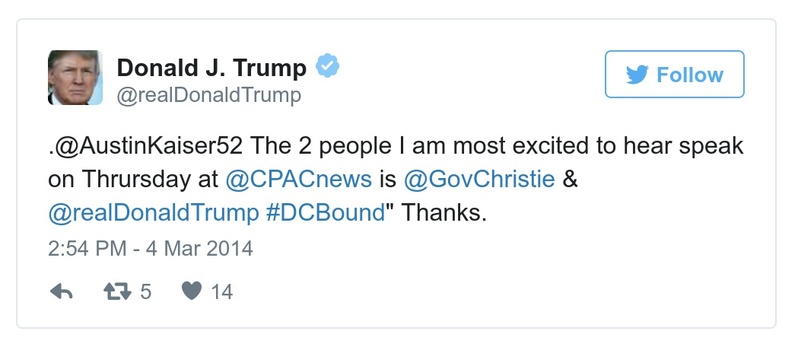 Donald J. Trump
@realDonaldTrump
Follow
.@AustinKaiser52 The 2 people I am most excited to hear speak
on Thrursday at @CPACnews is @GovChristie &
@realDonaldTrump #DCBound" Thanks.
2:54 PM - 4 Mar 2014
5
14